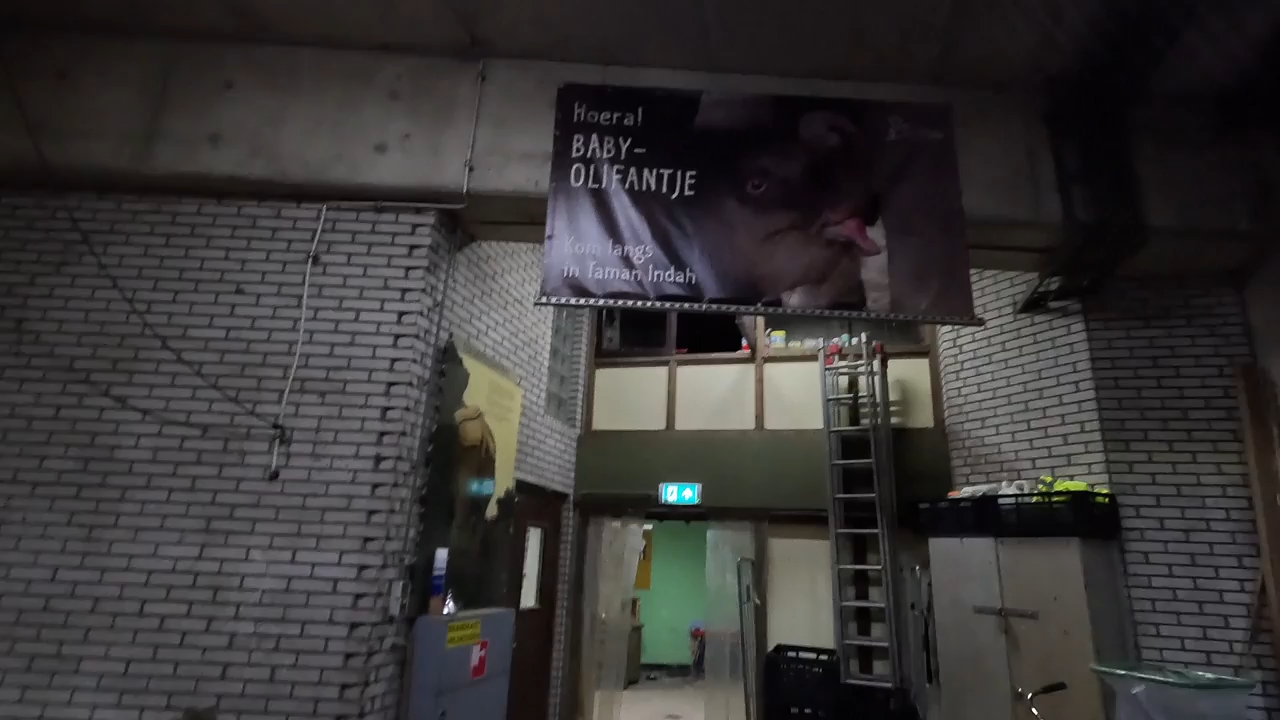 Hoera!
BABY-
OLIFANTJE
Kom langs
in Taman Indah